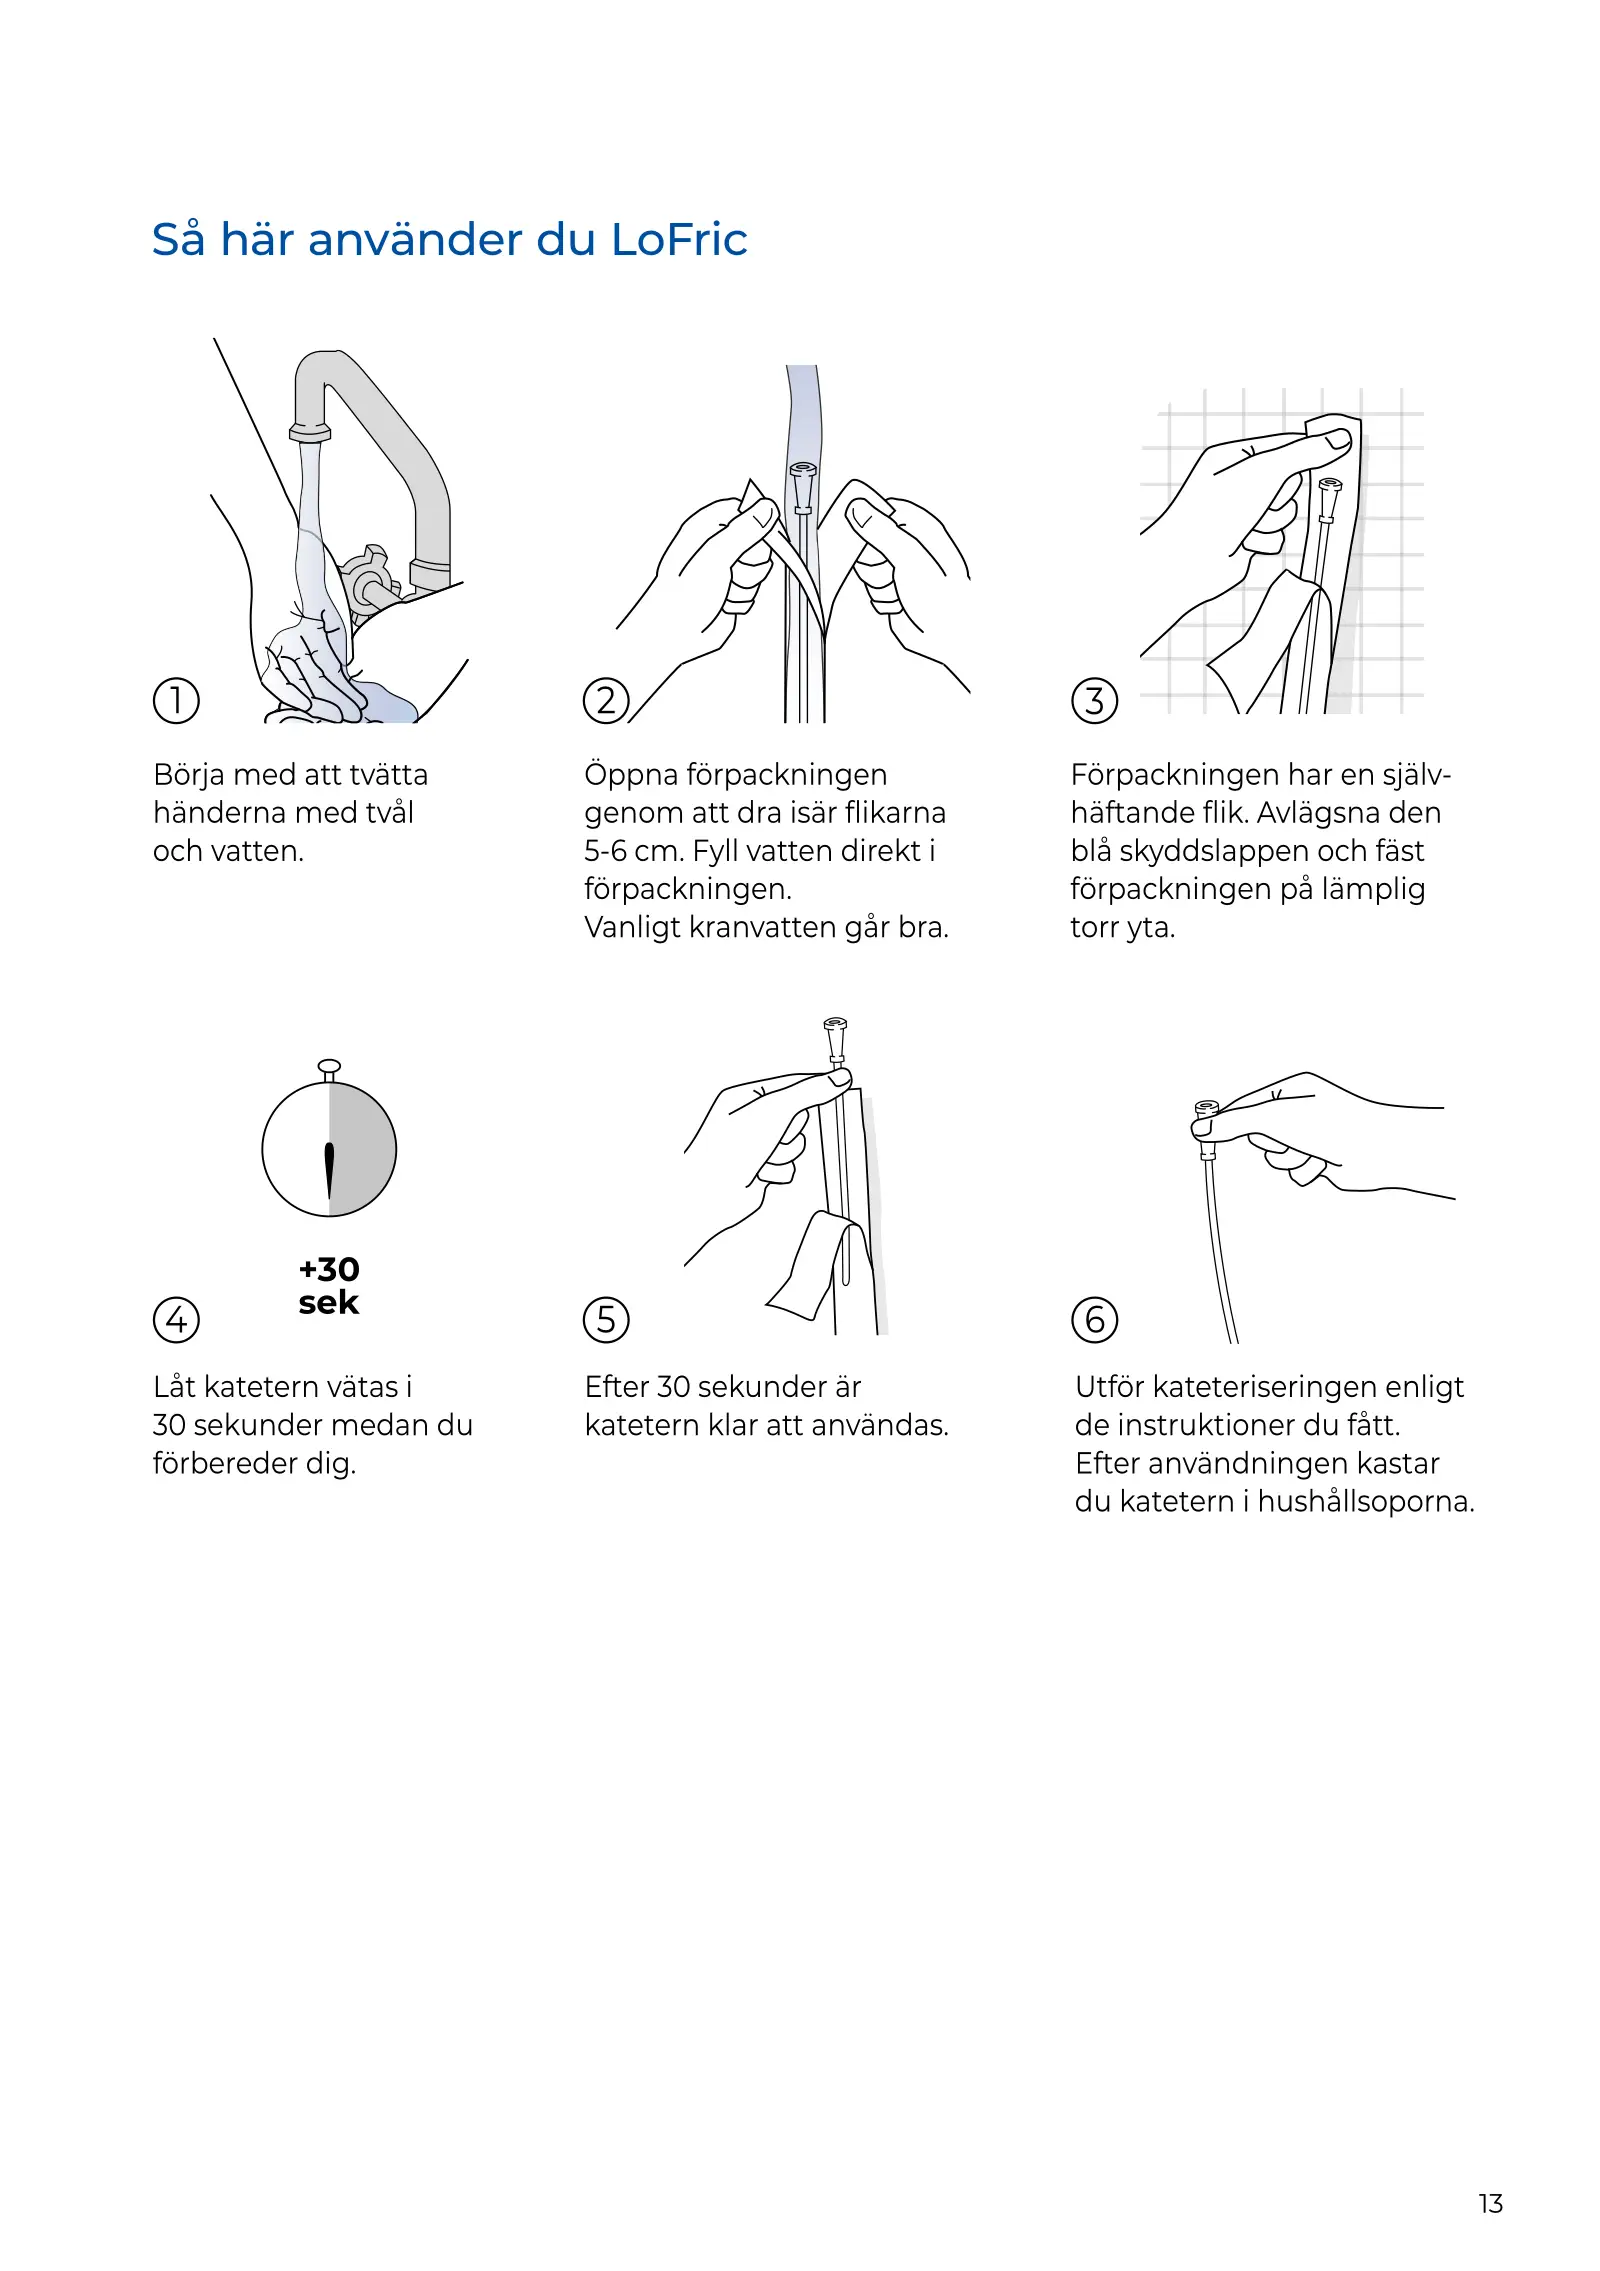 Så här använder du LoFric
1
Börja med att tvätta
händerna med tvål
och vatten.
2
Öppna förpackningen
genom att dra isär flikarna
5-6 cm. Fyll vatten direkt i
förpackningen.
Vanligt kranvatten går bra.
3
Förpackningen har en själv-
häftande flik. Avlägsna den
blå skyddslappen och fäst
förpackningen på lämplig
torr yta.
+30
sek
4
Låt katetern vätas i
30 sekunder medan du
förbereder dig.
5
Efter 30 sekunder är
katetern klar att användas.
6
Utför kateteriseringen enligt
de instruktioner du fått.
Efter användningen kastar
du katetern i hushållsoporna.
13